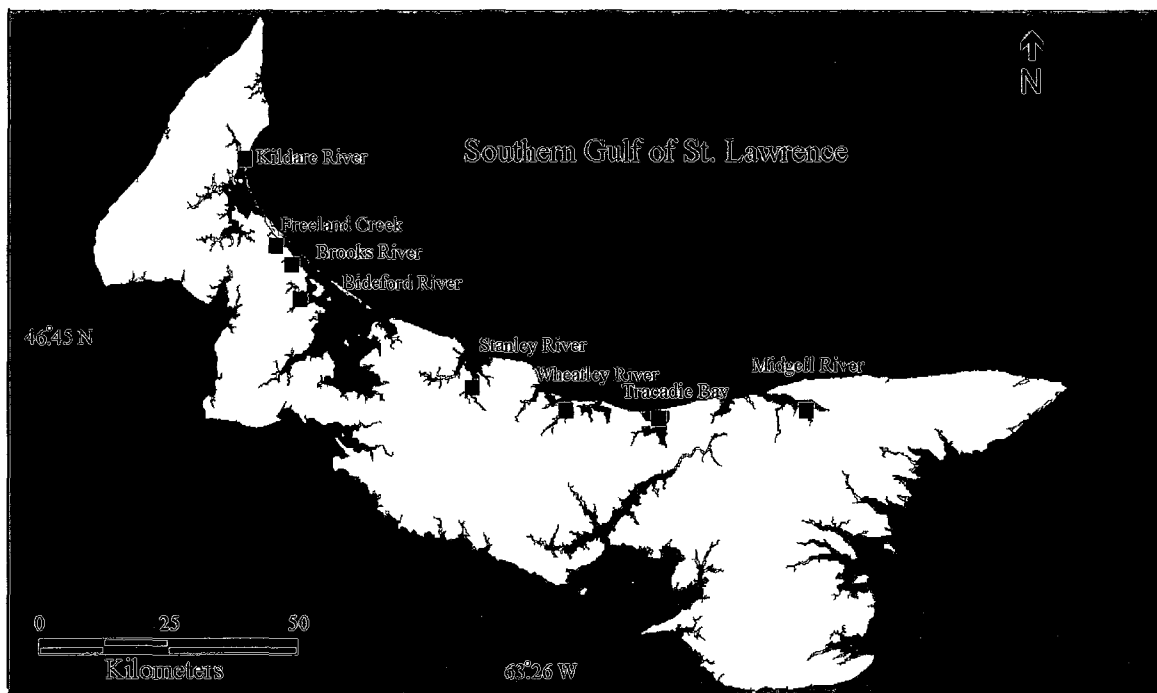 N
Southern Gulf of St. Lawrence
Kildare River
Freeland Creek
Brooks River
Bideford River
46°45 N
Stanley River
Wheatley River
Tracadie Bay
Midgell River
0 25 50
Kilometers
63°26 W